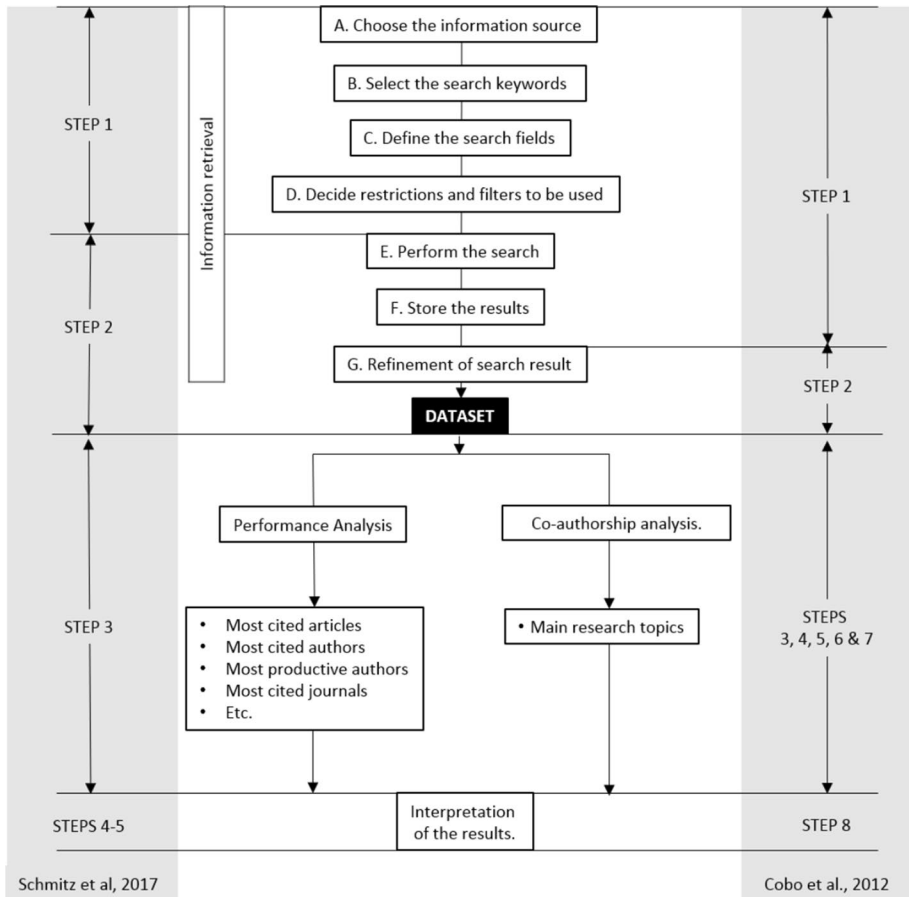 A. Choose the information source
B. Select the search keywords
STEP 1
C. Define the search fields
Information retrieval
D. Decide restrictions and filters to be used
STEP 1
E. Perform the search
F. Store the results
STEP 2
G. Refinement of search result
STEP 2
DATASET
Performance Analysis
Co-authorship analysis.
STEP 3
• Most cited articles
• Most cited authors
• Most productive authors
• Most cited journals
• Etc.
• Main research topics
STEPS
3, 4, 5, 6 & 7
STEPS 4-5
Interpretation
of the results.
STEP 8
Schmitz et al, 2017
Cobo et al., 2012